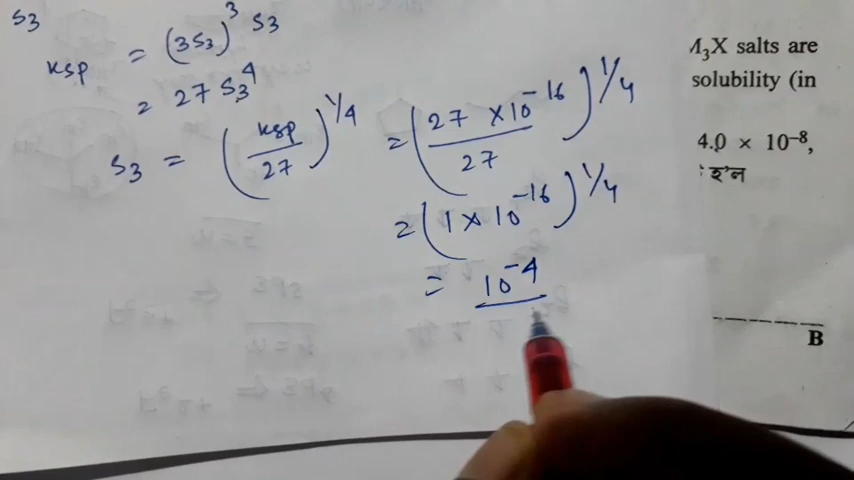 S3
Ksp = (3S3)^3 S3
= 27 S3^4
S3 = (Ksp/27)^1/4 = (27 × 10^-16/27)^1/4
= (1 × 10^-16)^1/4
= 10^-4
M3X salts are
solubility (in
4.0 × 10–8,
B